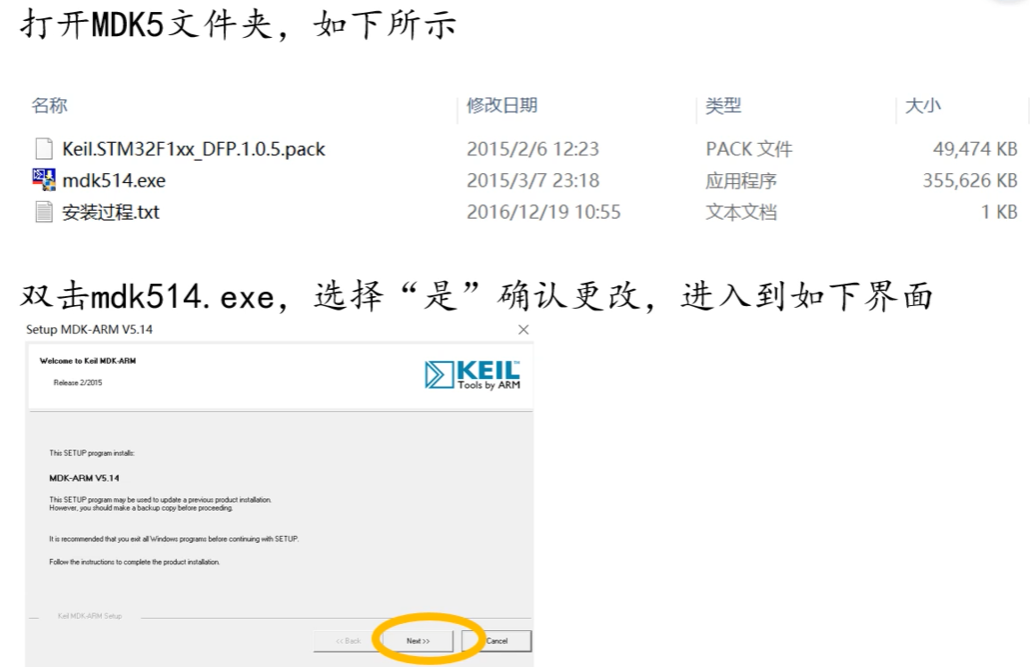 打开MDK5文件夹，如下所示
名称 修改日期 类型 大小
Keil.STM32F1xx_DFP.1.0.5.pack 2015/2/6 12:23 PACK 文件 49,474 KB
mdk514.exe 2015/3/7 23:18 应用程序 355,626 KB
安装过程.txt 2016/12/19 10:55 文本文档 1 KB
双击mdk514.exe，选择“是”确认更改，进入到如下界面
Setup MDK-ARM V5.14
Welcome to Keil MDK-ARM
Release 2/2015
KEIL™
Tools by ARM
This SETUP program installs:
MDK-ARM V5.14
This SETUP program may be used to update a previous product installation.
However, you should make a backup copy before proceeding.
It is recommended that you exit all Windows programs before continuing with SETUP.
Follow the instructions to complete the product installation.
Keil MDK-ARM Setup
<< Back Next >> Cancel